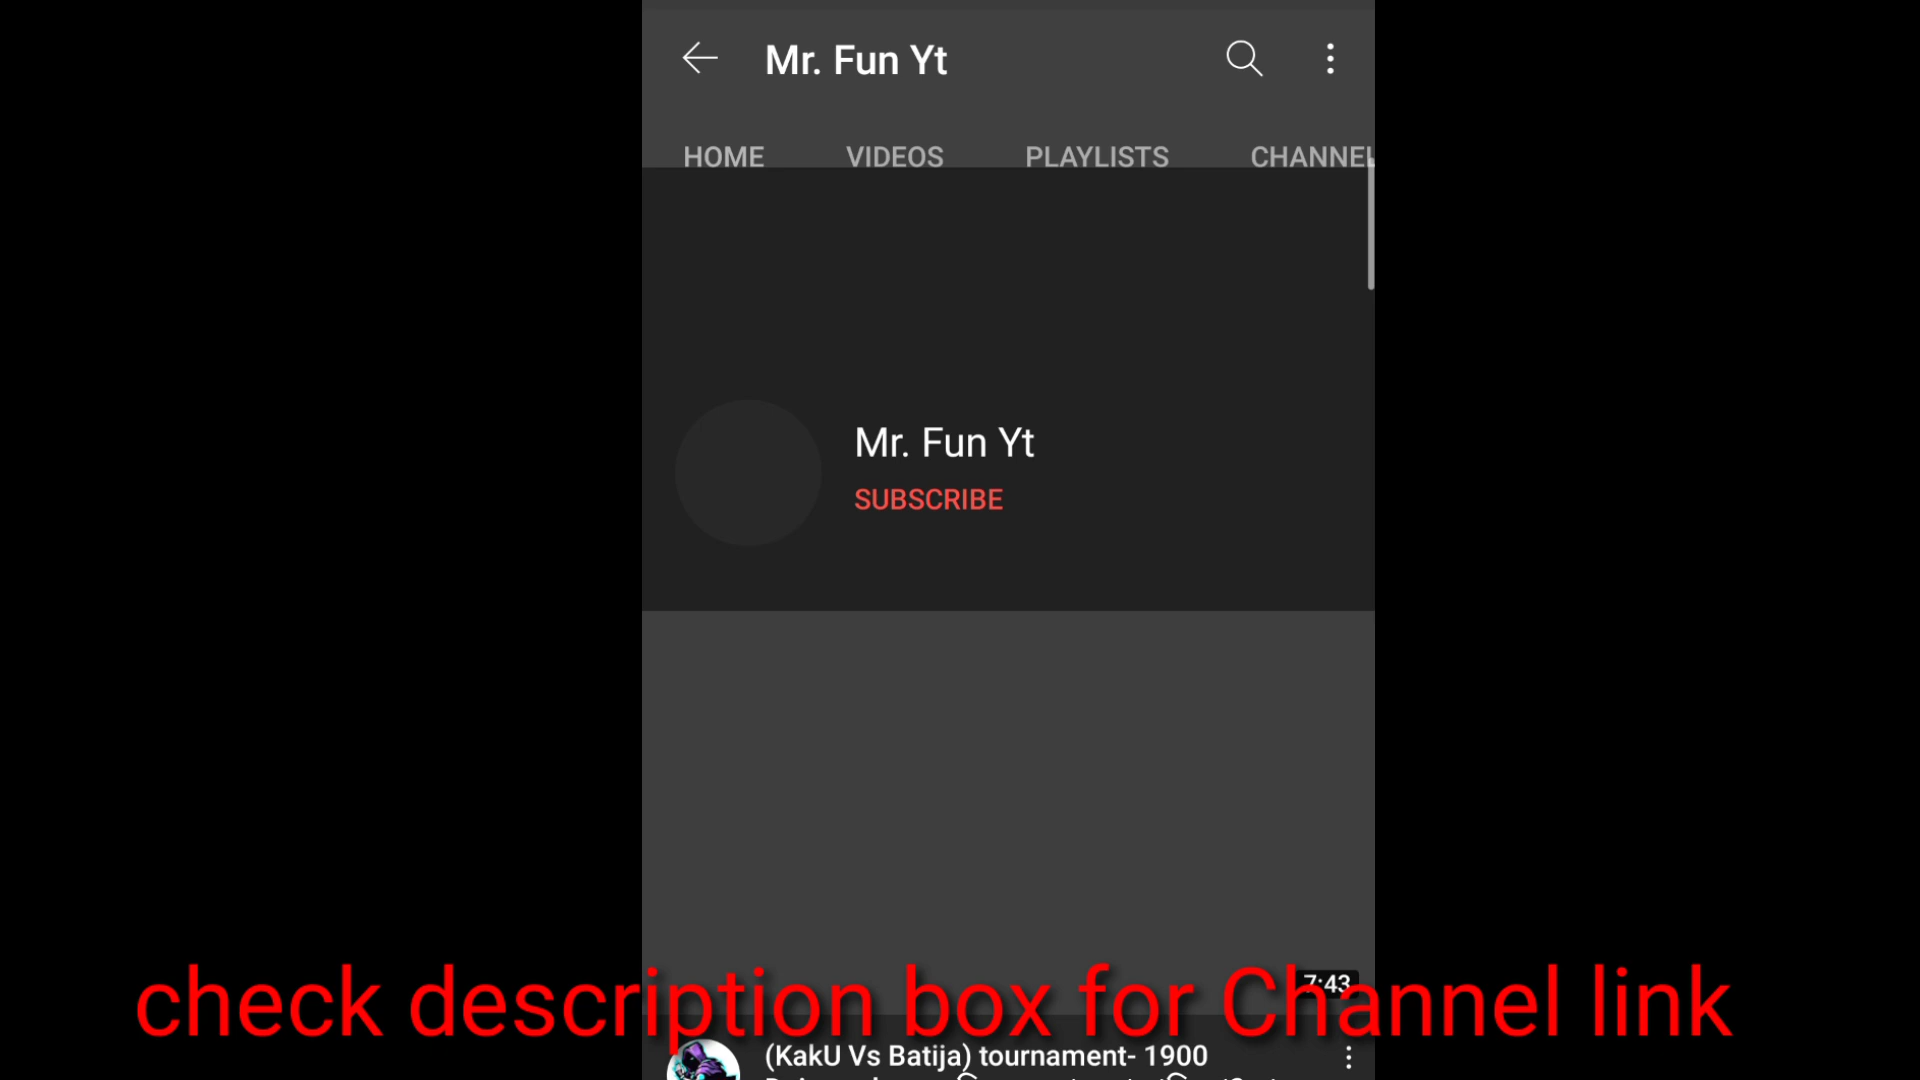 Mr. Fun Yt
HOME VIDEOS PLAYLISTS CHANNEL
Mr. Fun Yt
SUBSCRIBE
7:43
check description box for Channel link
(KakU Vs Batija) tournament- 1900